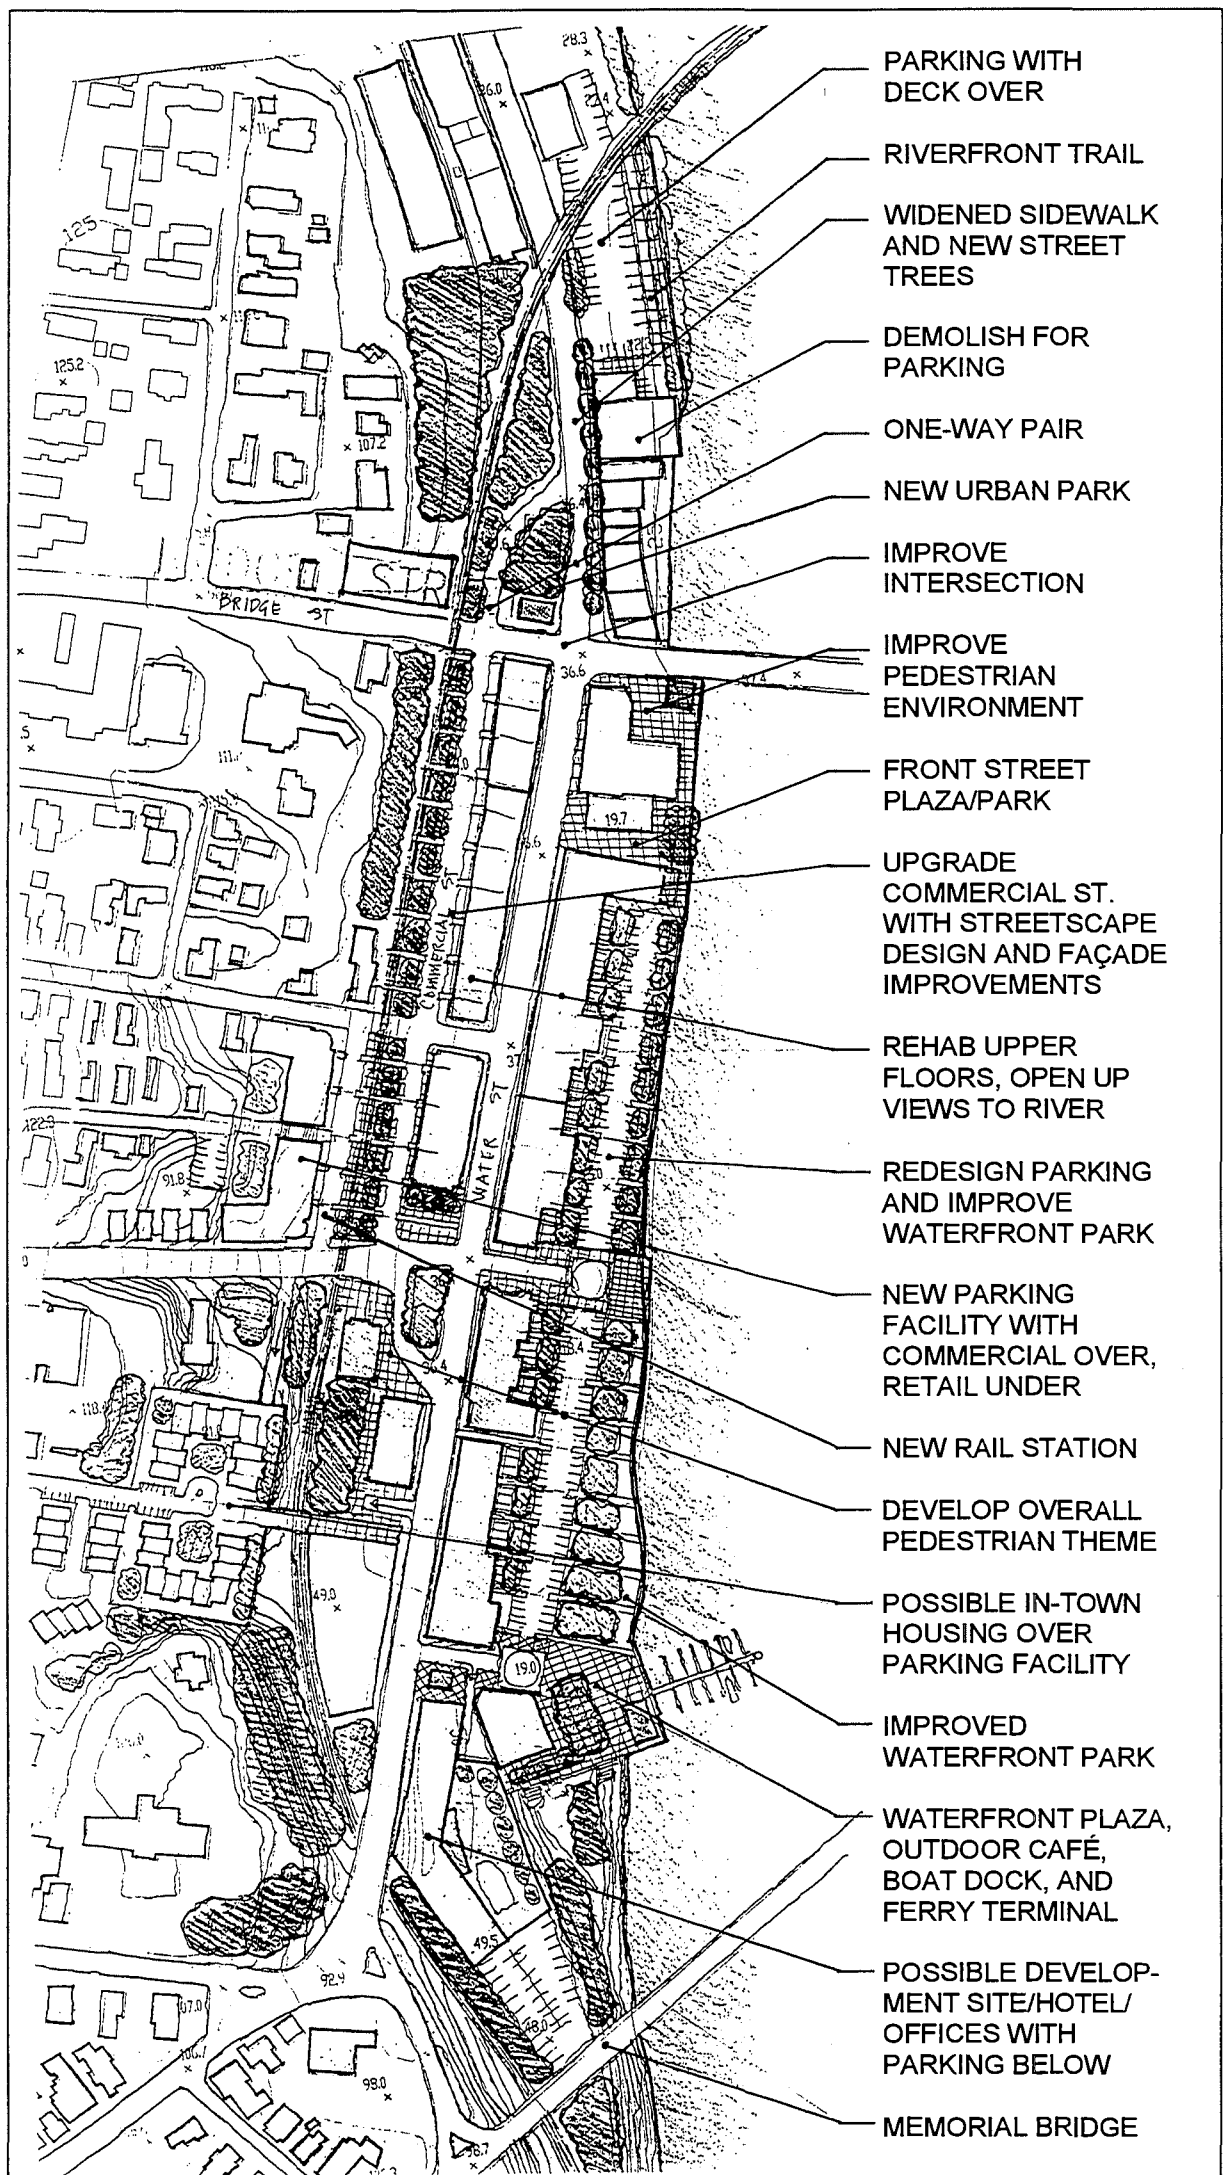 PARKING WITH
DECK OVER
RIVERFRONT TRAIL
WIDENED SIDEWALK
AND NEW STREET
TREES
DEMOLISH FOR
PARKING
ONE-WAY PAIR
NEW URBAN PARK
IMPROVE
INTERSECTION
IMPROVE
PEDESTRIAN
ENVIRONMENT
FRONT STREET
PLAZA/PARK
UPGRADE
COMMERCIAL ST.
WITH STREETSCAPE
DESIGN AND FAÇADE
IMPROVEMENTS
REHAB UPPER
FLOORS, OPEN UP
VIEWS TO RIVER
REDESIGN PARKING
AND IMPROVE
WATERFRONT PARK
NEW PARKING
FACILITY WITH
COMMERCIAL OVER,
RETAIL UNDER
NEW RAIL STATION
DEVELOP OVERALL
PEDESTRIAN THEME
POSSIBLE IN-TOWN
HOUSING OVER
PARKING FACILITY
IMPROVED
WATERFRONT PARK
WATERFRONT PLAZA,
OUTDOOR CAFÉ,
BOAT DOCK, AND
FERRY TERMINAL
POSSIBLE DEVELOP-
MENT SITE/HOTEL/
OFFICES WITH
PARKING BELOW
MEMORIAL BRIDGE
28.3
26.0
125
125.2
107.2
STR
BRIDGE ST
36.6
19.7
COMMERCIAL ST
WATER ST
91.8
49.0
19.0
49.5
92.9
48.0
98.0